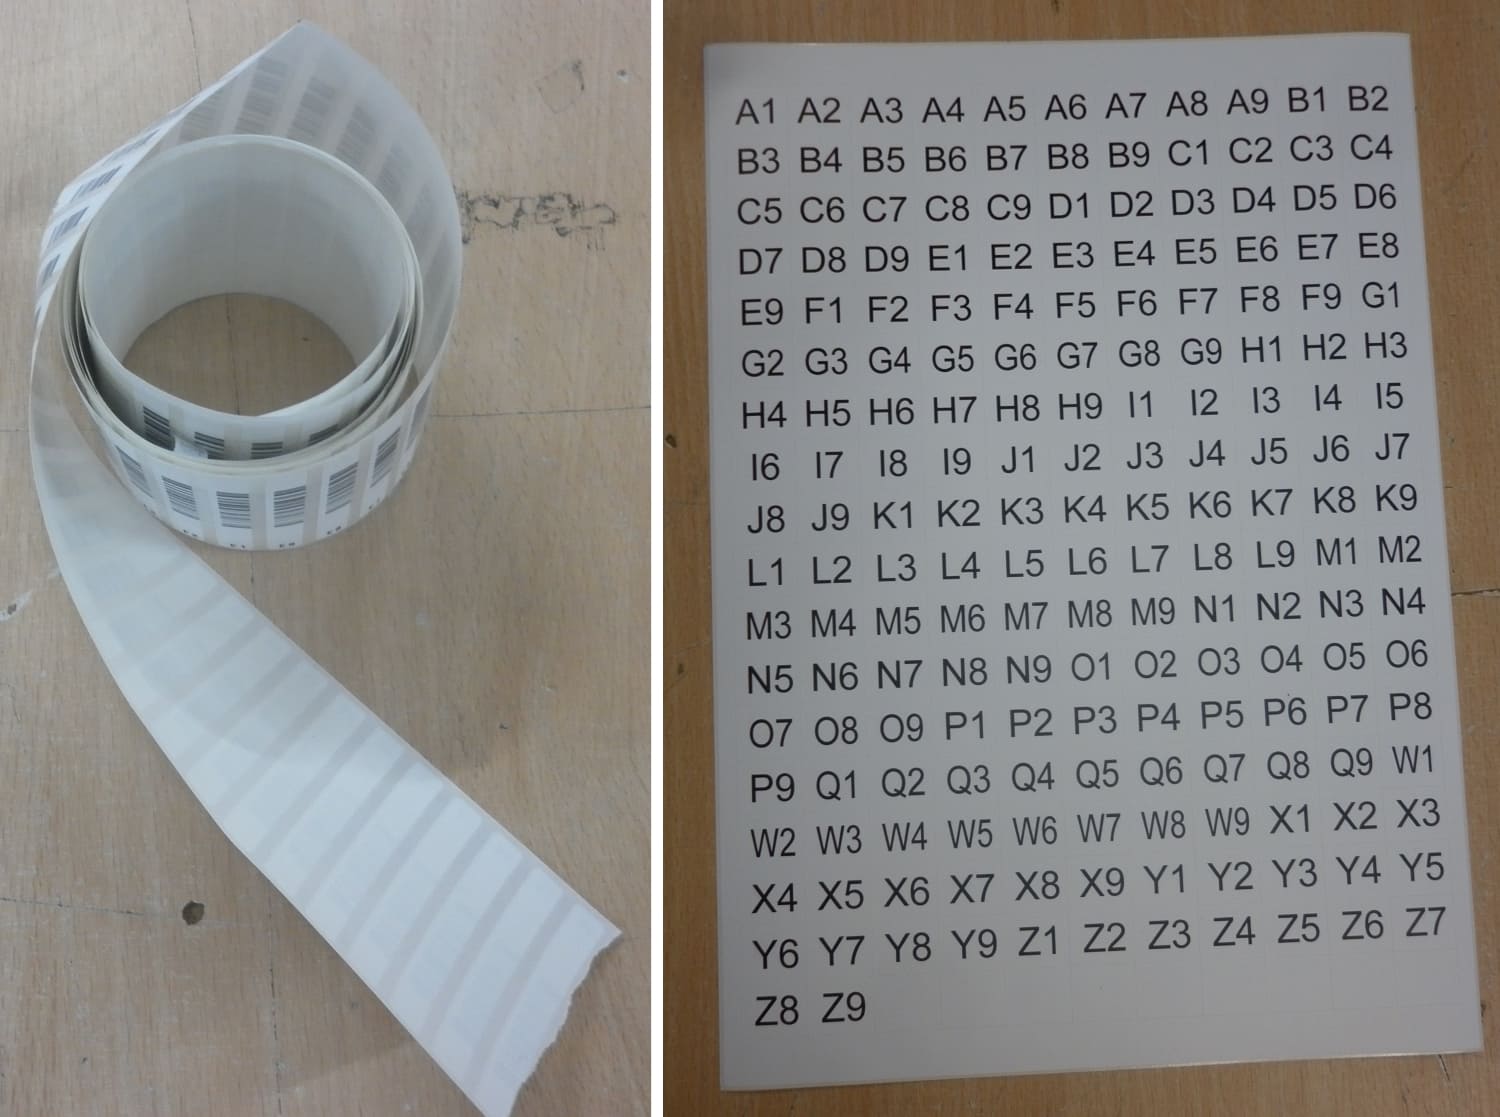 A1 A2 A3 A4 A5 A6 A7 A8 A9 B1 B2
B3 B4 B5 B6 B7 B8 B9 C1 C2 C3 C4
C5 C6 C7 C8 C9 D1 D2 D3 D4 D5 D6
D7 D8 D9 E1 E2 E3 E4 E5 E6 E7 E8
E9 F1 F2 F3 F4 F5 F6 F7 F8 F9 G1
G2 G3 G4 G5 G6 G7 G8 G9 H1 H2 H3
H4 H5 H6 H7 H8 H9 I1 I2 I3 I4 I5
I6 I7 I8 I9 J1 J2 J3 J4 J5 J6 J7
J8 J9 K1 K2 K3 K4 K5 K6 K7 K8 K9
L1 L2 L3 L4 L5 L6 L7 L8 L9 M1 M2
M3 M4 M5 M6 M7 M8 M9 N1 N2 N3 N4
N5 N6 N7 N8 N9 O1 O2 O3 O4 O5 O6
O7 O8 O9 P1 P2 P3 P4 P5 P6 P7 P8
P9 Q1 Q2 Q3 Q4 Q5 Q6 Q7 Q8 Q9 W1
W2 W3 W4 W5 W6 W7 W8 W9 X1 X2 X3
X4 X5 X6 X7 X8 X9 Y1 Y2 Y3 Y4 Y5
Y6 Y7 Y8 Y9 Z1 Z2 Z3 Z4 Z5 Z6 Z7
Z8 Z9